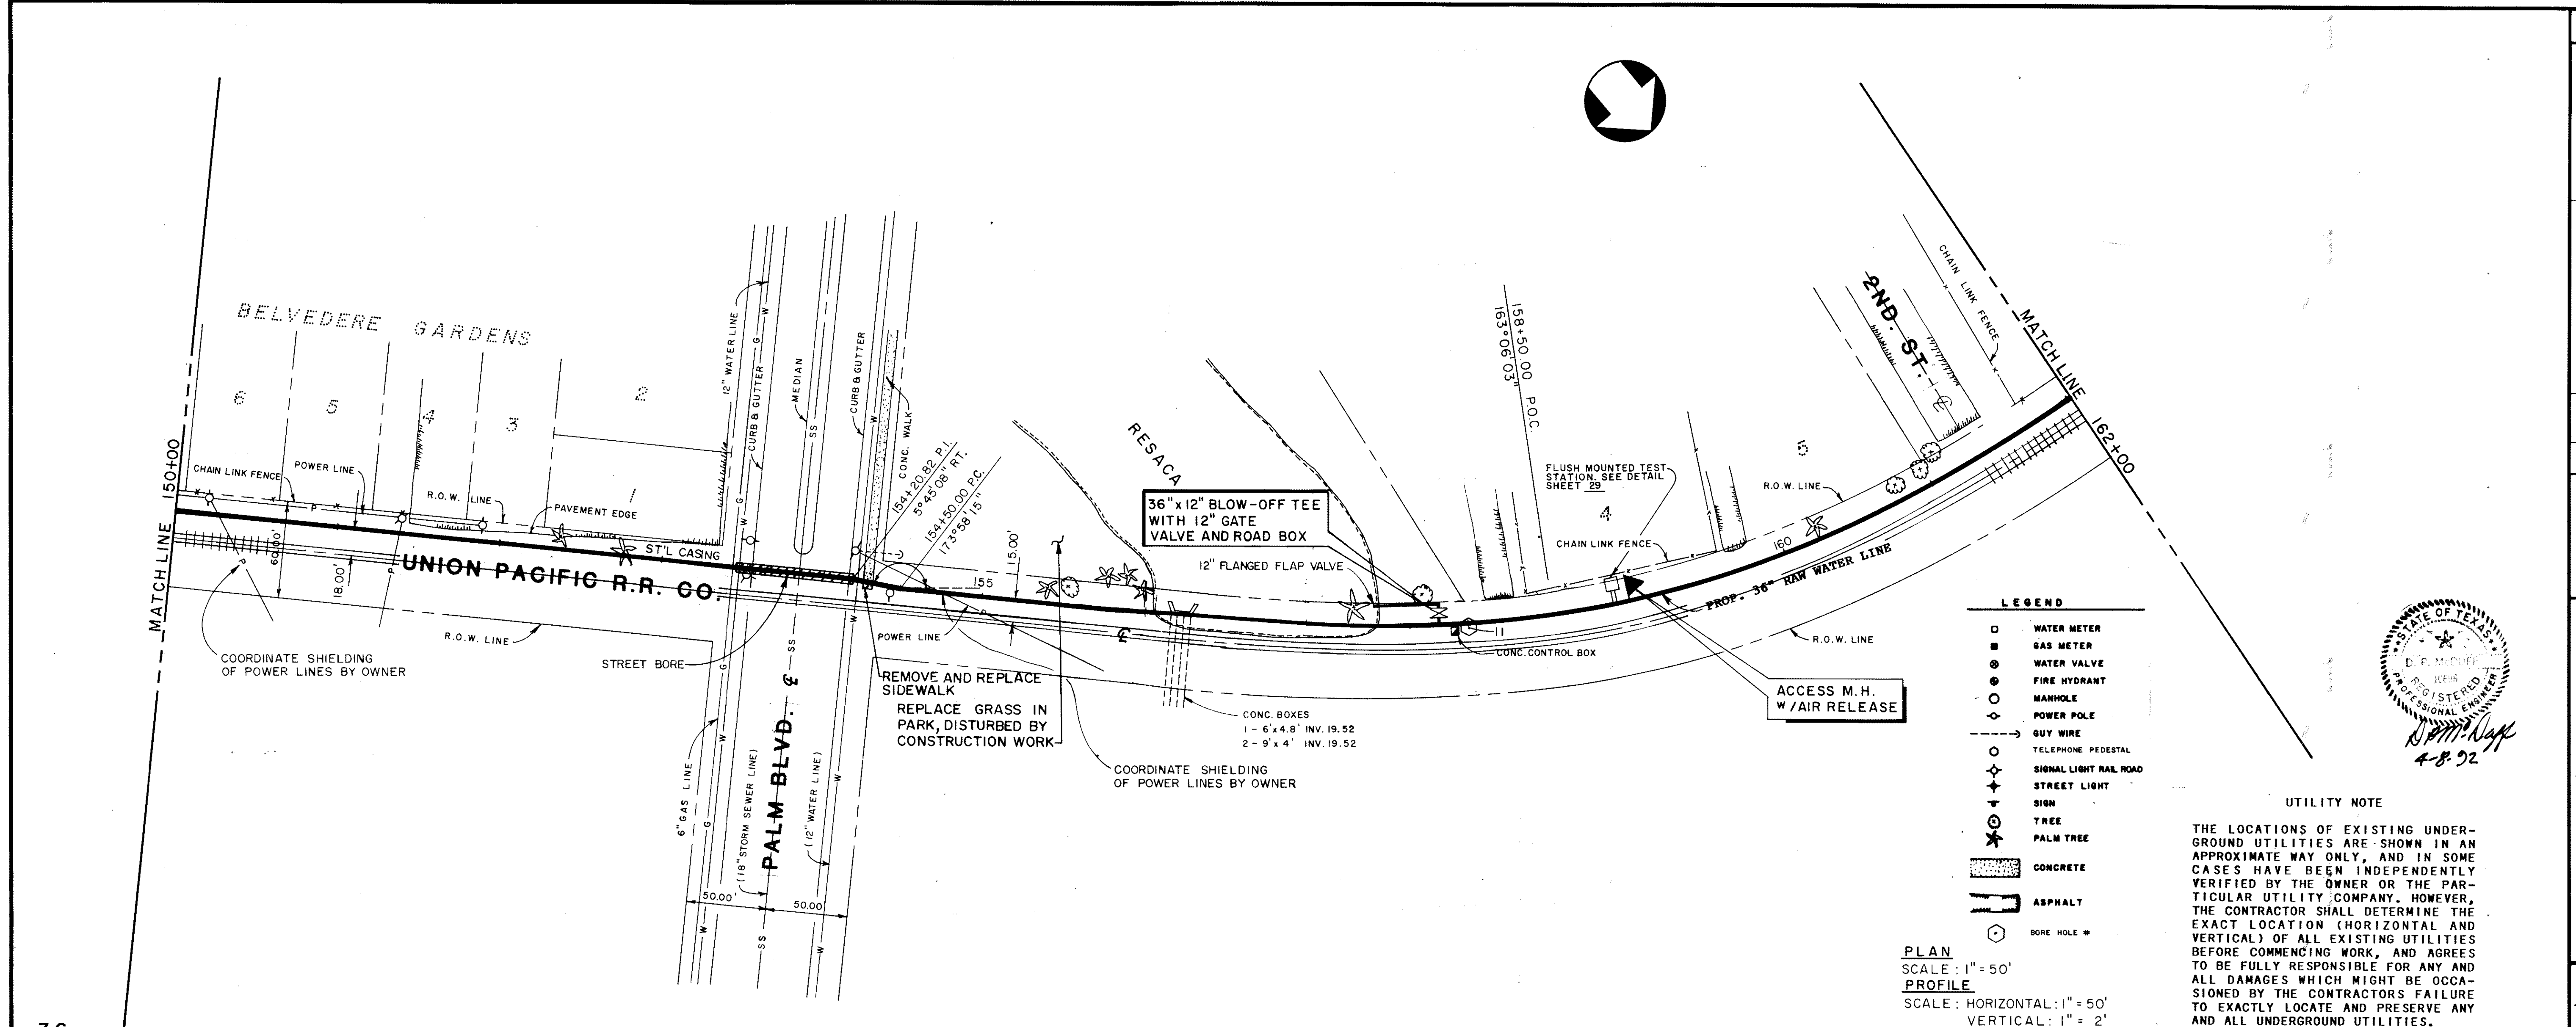 BELVEDERE GARDENS
6
5
4
3
2
1
MATCH LINE 150+00
CHAIN LINK FENCE
POWER LINE
R.O.W. LINE
PAVEMENT EDGE
ST'L CASING
60.00'
18.00'
P
P
P
UNION PACIFIC R.R. CO.
R.O.W. LINE
COORDINATE SHIELDING
OF POWER LINES BY OWNER
STREET BORE
12" WATER LINE
CURB & GUTTER
G
W
MEDIAN
SS
CURB & GUTTER
W
CONC. WALK
154+20.82 P.I.
5°45'08" RT.
154+50.00 P.C.
173°58'15"
155
15.00'
POWER LINE
REMOVE AND REPLACE
SIDEWALK
REPLACE GRASS IN
PARK, DISTURBED BY
CONSTRUCTION WORK
6" GAS LINE
(18" STORM SEWER LINE)
PALM BLVD.
(12" WATER LINE)
50.00'
50.00'
SS
W
COORDINATE SHIELDING
OF POWER LINES BY OWNER
CONC. BOXES
1 - 6'x4.8' INV. 19.52
2 - 9'x 4' INV. 19.52
RESACA
36"x12" BLOW-OFF TEE
WITH 12" GATE
VALVE AND ROAD BOX
12" FLANGED FLAP VALVE
11
CONC. CONTROL BOX
158+50.00 P.O.C.
163°06'03"
FLUSH MOUNTED TEST
STATION. SEE DETAIL
SHEET 29
4
CHAIN LINK FENCE
5
R.O.W. LINE
160
PROP. 36" RAW WATER LINE
R.O.W. LINE
ACCESS M.H.
W/AIR RELEASE
2ND. ST.
CHAIN LINK FENCE
MATCH LINE
162+00
LEGEND
WATER METER
GAS METER
WATER VALVE
FIRE HYDRANT
MANHOLE
POWER POLE
GUY WIRE
TELEPHONE PEDESTAL
SIGNAL LIGHT RAIL ROAD
STREET LIGHT
SIGN
TREE
PALM TREE
CONCRETE
ASPHALT
BORE HOLE #
PLAN
SCALE : 1" = 50'
PROFILE
SCALE : HORIZONTAL : 1" = 50'
VERTICAL : 1" = 2'
STATE OF TEXAS
REGISTERED
PROFESSIONAL ENGINEER
4-8-92
UTILITY NOTE
THE LOCATIONS OF EXISTING UNDER-
GROUND UTILITIES ARE SHOWN IN AN
APPROXIMATE WAY ONLY, AND IN SOME
CASES HAVE BEEN INDEPENDENTLY
VERIFIED BY THE OWNER OR THE PAR-
TICULAR UTILITY COMPANY. HOWEVER,
THE CONTRACTOR SHALL DETERMINE THE
EXACT LOCATION (HORIZONTAL AND
VERTICAL) OF ALL EXISTING UTILITIES
BEFORE COMMENCING WORK, AND AGREES
TO BE FULLY RESPONSIBLE FOR ANY AND
ALL DAMAGES WHICH MIGHT BE OCCA-
SIONED BY THE CONTRACTORS FAILURE
TO EXACTLY LOCATE AND PRESERVE ANY
AND ALL UNDERGROUND UTILITIES.